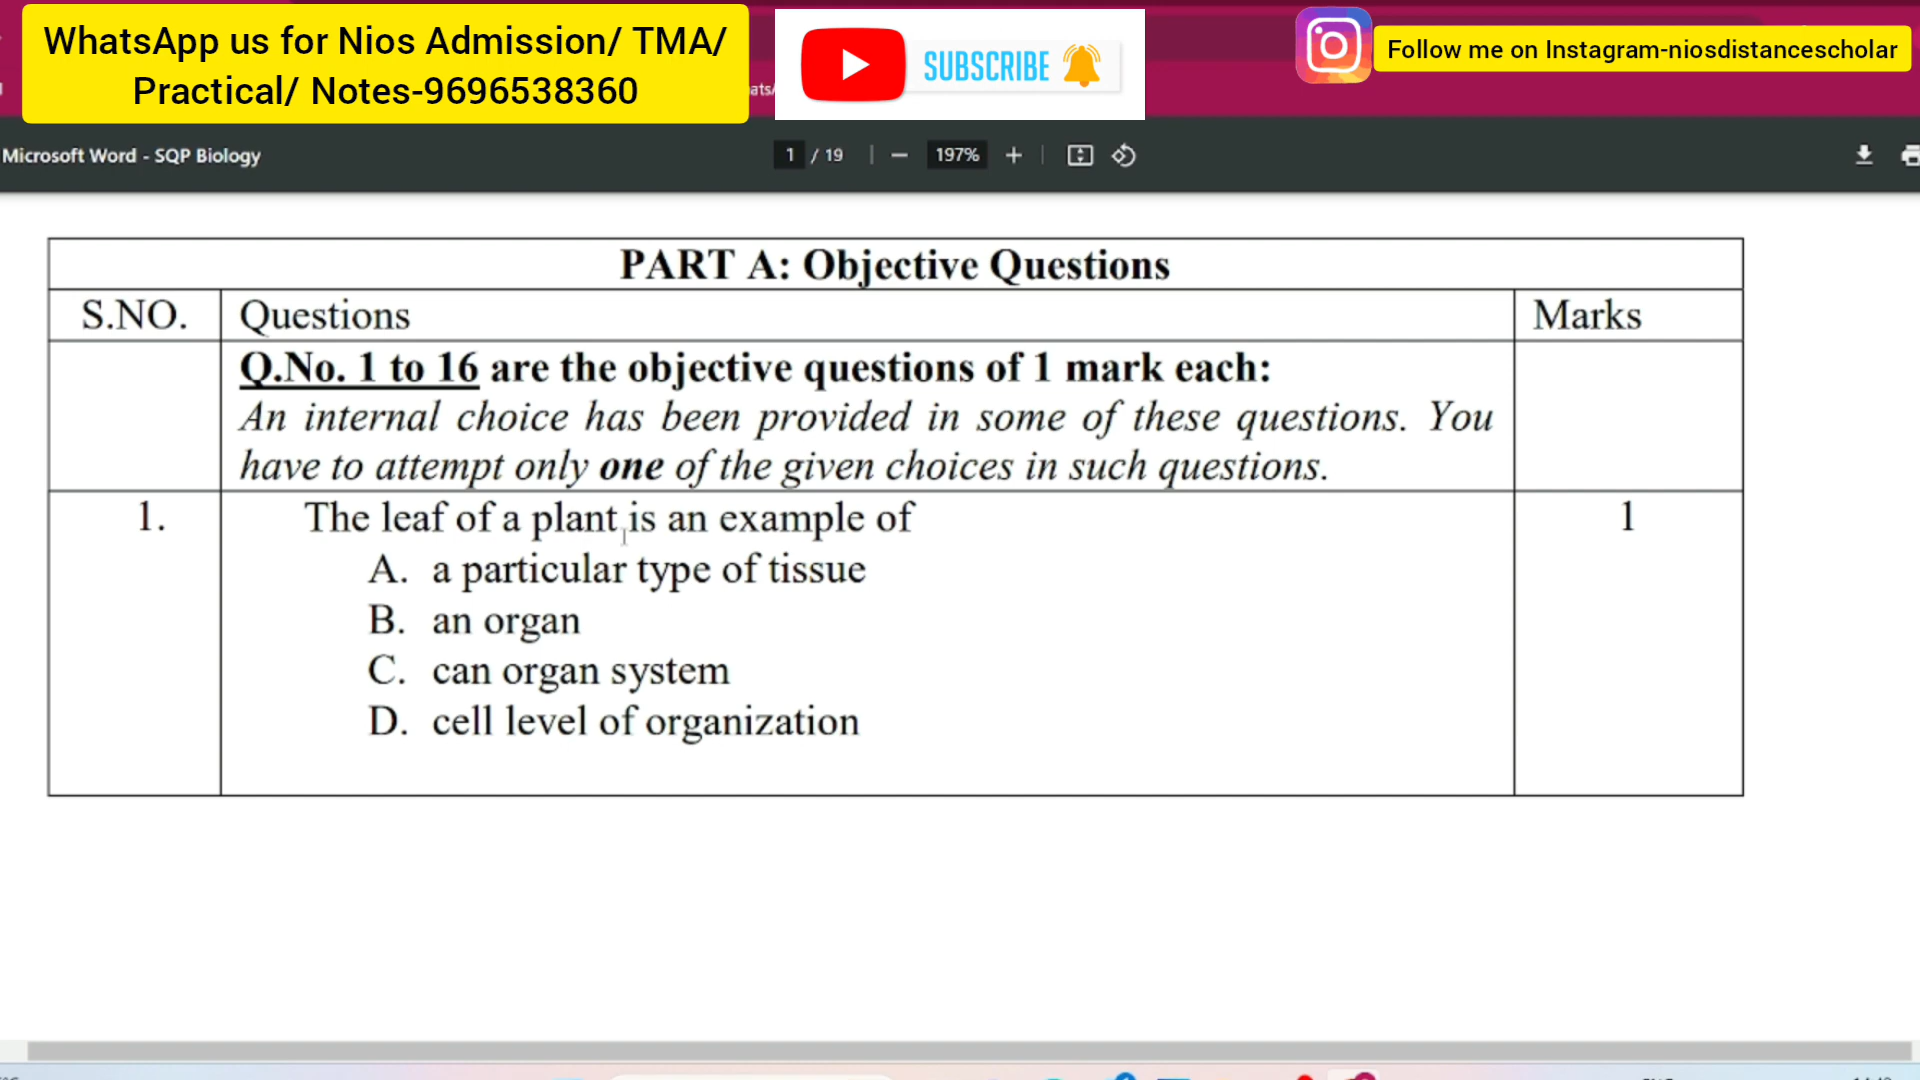 WhatsApp us for Nios Admission/ TMA/
Practical/ Notes-9696538360
SUBSCRIBE
Follow me on Instagram-niosdistancescholar
Microsoft Word - SQP Biology
1 / 19
197%
PART A: Objective Questions
S.NO. Questions Marks
Q.No. 1 to 16 are the objective questions of 1 mark each:
An internal choice has been provided in some of these questions. You
have to attempt only one of the given choices in such questions.
1. The leaf of a plant is an example of 1
A. a particular type of tissue
B. an organ
C. can organ system
D. cell level of organization